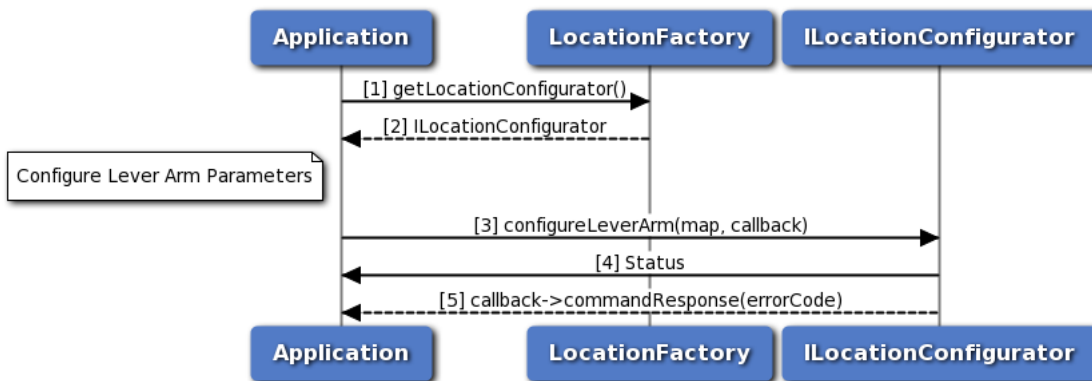 Application LocationFactory ILocationConfigurator
[1] getLocationConfigurator()
[2] ILocationConfigurator
Configure Lever Arm Parameters
[3] configureLeverArm(map, callback)
[4] Status
[5] callback->commandResponse(errorCode)
Application LocationFactory ILocationConfigurator